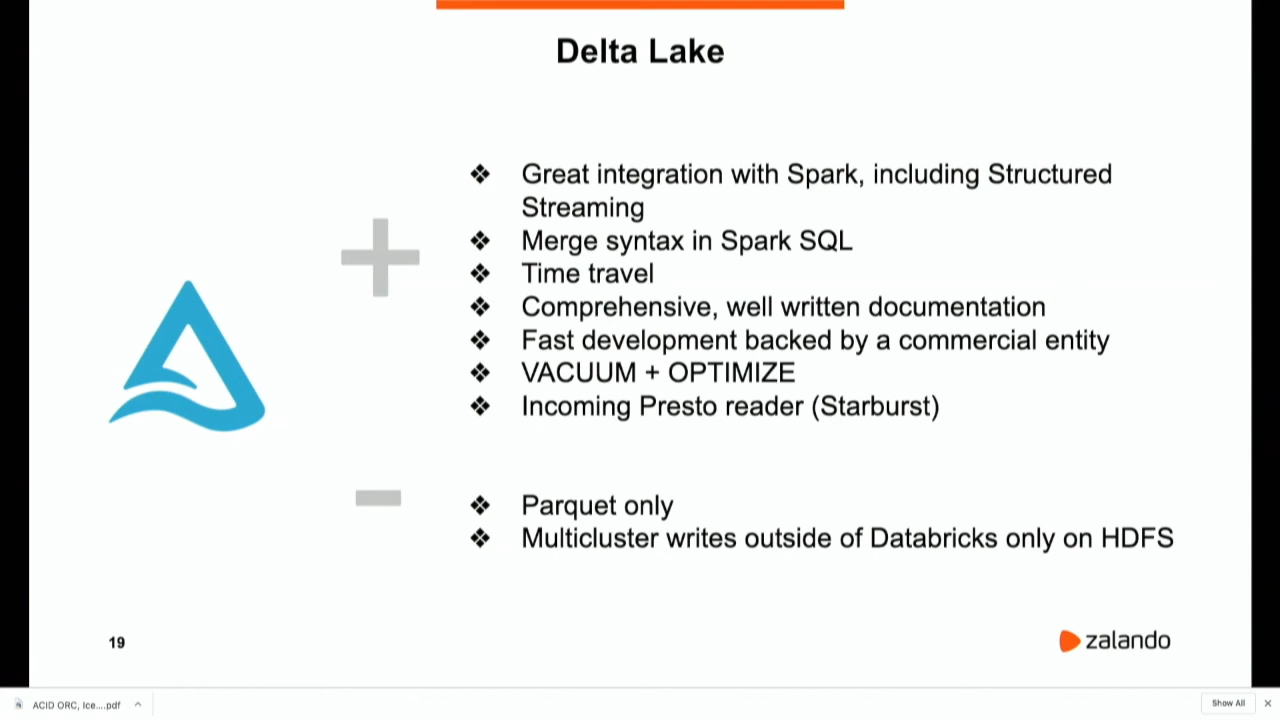 Delta Lake
❖ Great integration with Spark, including Structured
Streaming
❖ Merge syntax in Spark SQL
❖ Time travel
❖ Comprehensive, well written documentation
❖ Fast development backed by a commercial entity
❖ VACUUM + OPTIMIZE
❖ Incoming Presto reader (Starburst)
❖ Parquet only
❖ Multicluster writes outside of Databricks only on HDFS
19
zalando
ACID ORC, Ice....pdf
Show All